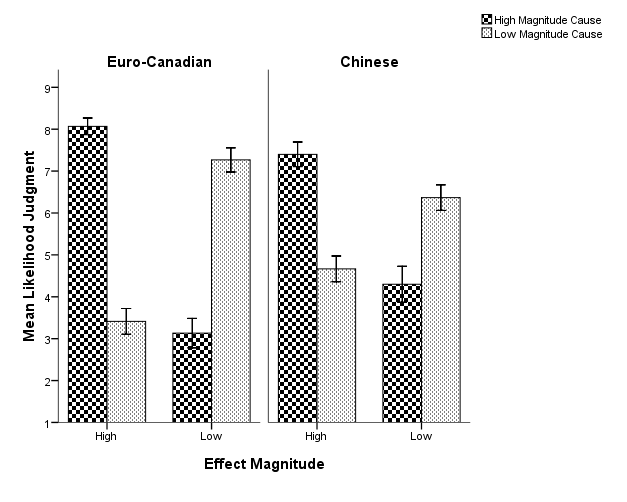 High Magnitude Cause
Low Magnitude Cause
Euro-Canadian
Chinese
Mean Likelihood Judgment
9
8
7
6
5
4
3
2
1
High
Low
High
Low
Effect Magnitude